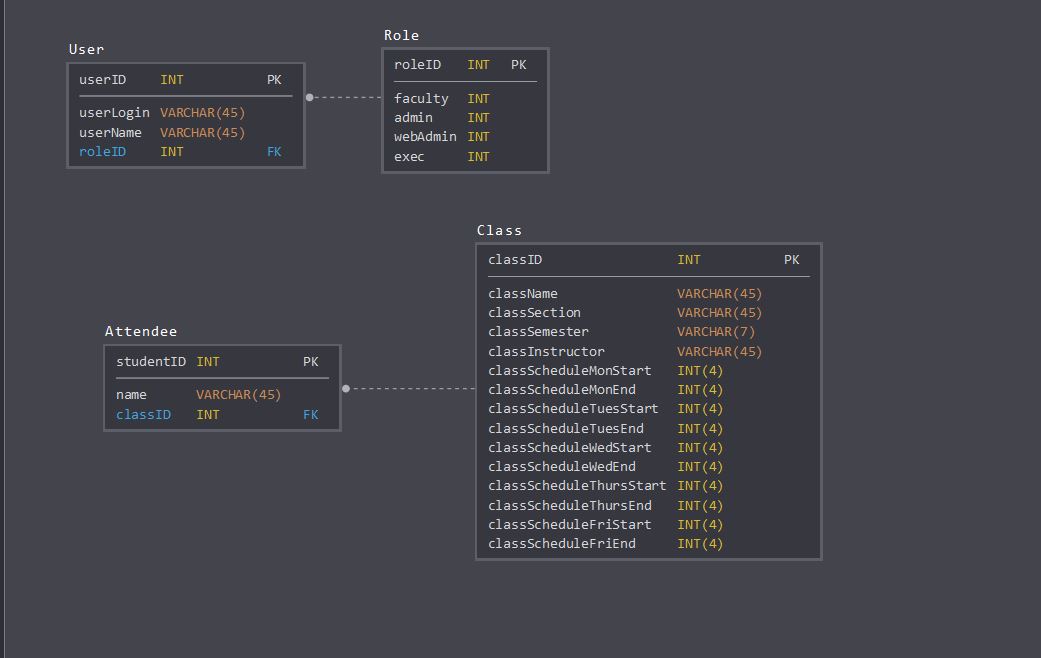 User
userID INT PK
userLogin VARCHAR(45)
userName VARCHAR(45)
roleID INT FK
Role
roleID INT PK
faculty INT
admin INT
webAdmin INT
exec INT
Class
classID INT PK
className VARCHAR(45)
classSection VARCHAR(45)
classSemester VARCHAR(7)
classInstructor VARCHAR(45)
classScheduleMonStart INT(4)
classScheduleMonEnd INT(4)
classScheduleTuesStart INT(4)
classScheduleTuesEnd INT(4)
classScheduleWedStart INT(4)
classScheduleWedEnd INT(4)
classScheduleThursStart INT(4)
classScheduleThursEnd INT(4)
classScheduleFriStart INT(4)
classScheduleFriEnd INT(4)
Attendee
studentID INT PK
name VARCHAR(45)
classID INT FK